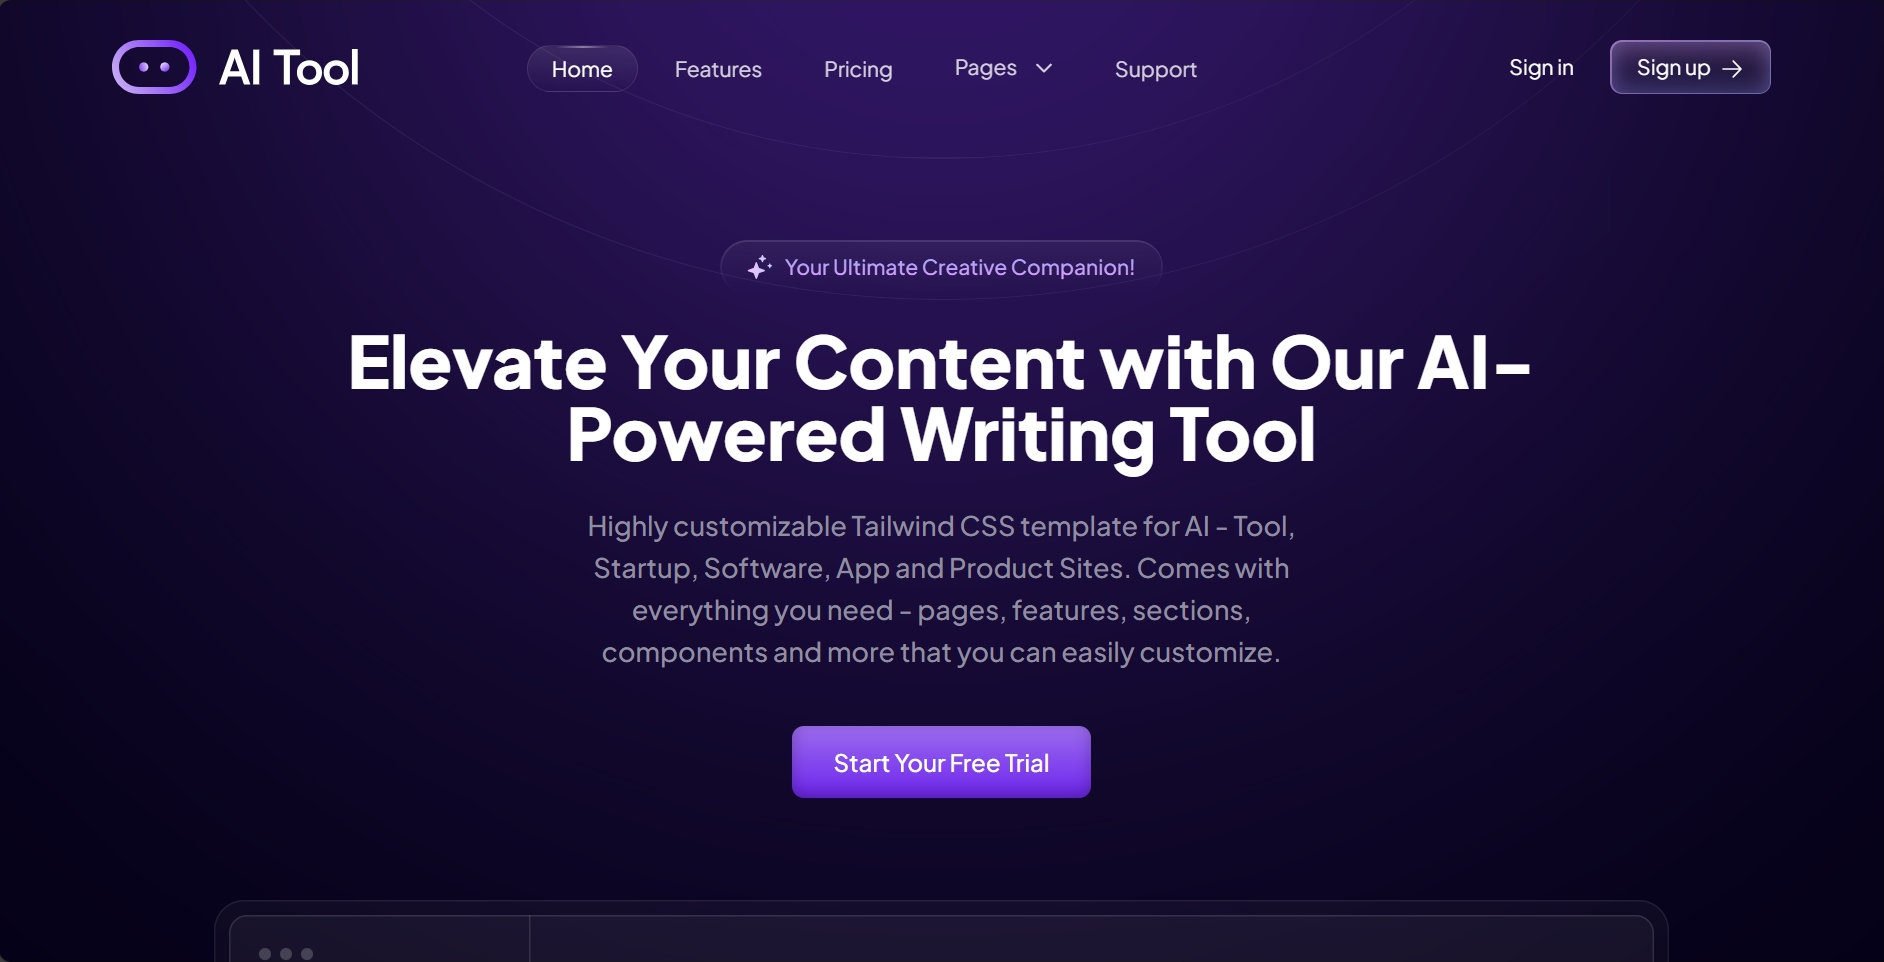 AI Tool
Home
Features
Pricing
Pages
Support
Sign in
Sign up
Your Ultimate Creative Companion!
Elevate Your Content with Our AI-
Powered Writing Tool
Highly customizable Tailwind CSS template for AI - Tool,
Startup, Software, App and Product Sites. Comes with
everything you need - pages, features, sections,
components and more that you can easily customize.
Start Your Free Trial